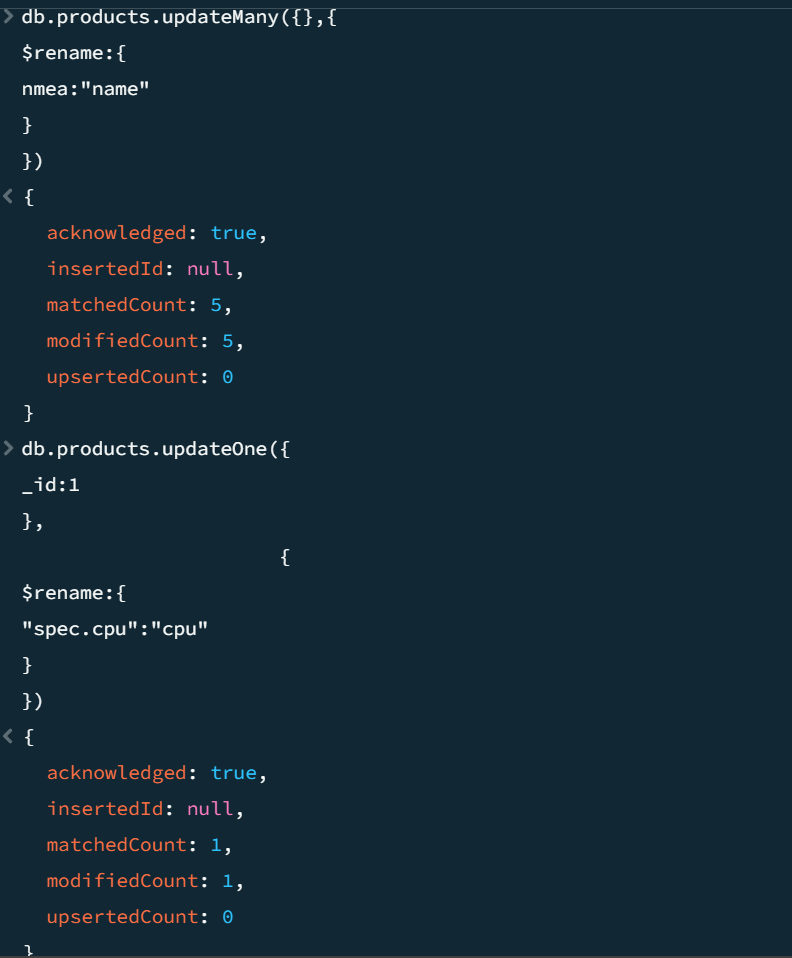 > db.products.updateMany({},{
$rename:{
nmea:"name"
}
})
< {
acknowledged: true,
insertedId: null,
matchedCount: 5,
modifiedCount: 5,
upsertedCount: 0
}
> db.products.updateOne({
_id:1
},
{
$rename:{
"spec.cpu":"cpu"
}
})
< {
acknowledged: true,
insertedId: null,
matchedCount: 1,
modifiedCount: 1,
upsertedCount: 0
}